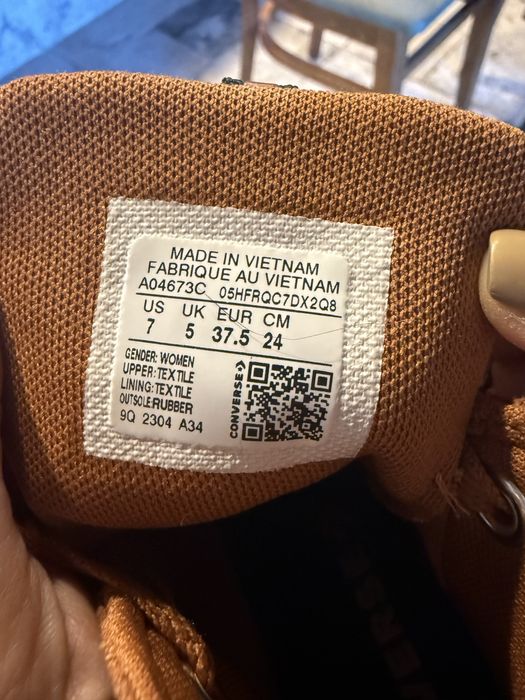 MADE IN VIETNAM
FABRIQUE AU VIETNAM
A04673C 05HFRQC7DX2Q8
US UK EUR CM
7 5 37.5 24
GENDER: WOMEN
UPPER: TEXTILE
LINING: TEXTILE
OUTSOLE:RUBBER
9Q 2304 A34
CONVERSE
VERSE